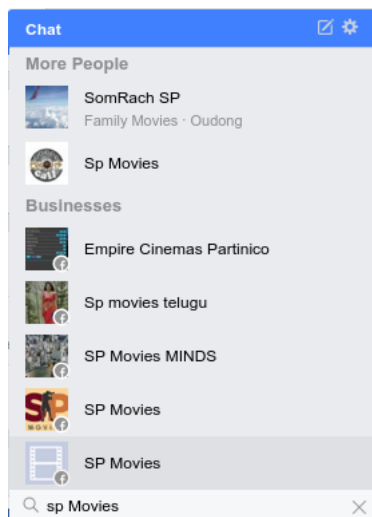 Chat
More People
SomRach SP
Family Movies · Oudong
Sp Movies
Businesses
Empire Cinemas Partinico
Sp movies telugu
SP Movies MINDS
SP Movies
SP Movies
sp Movies